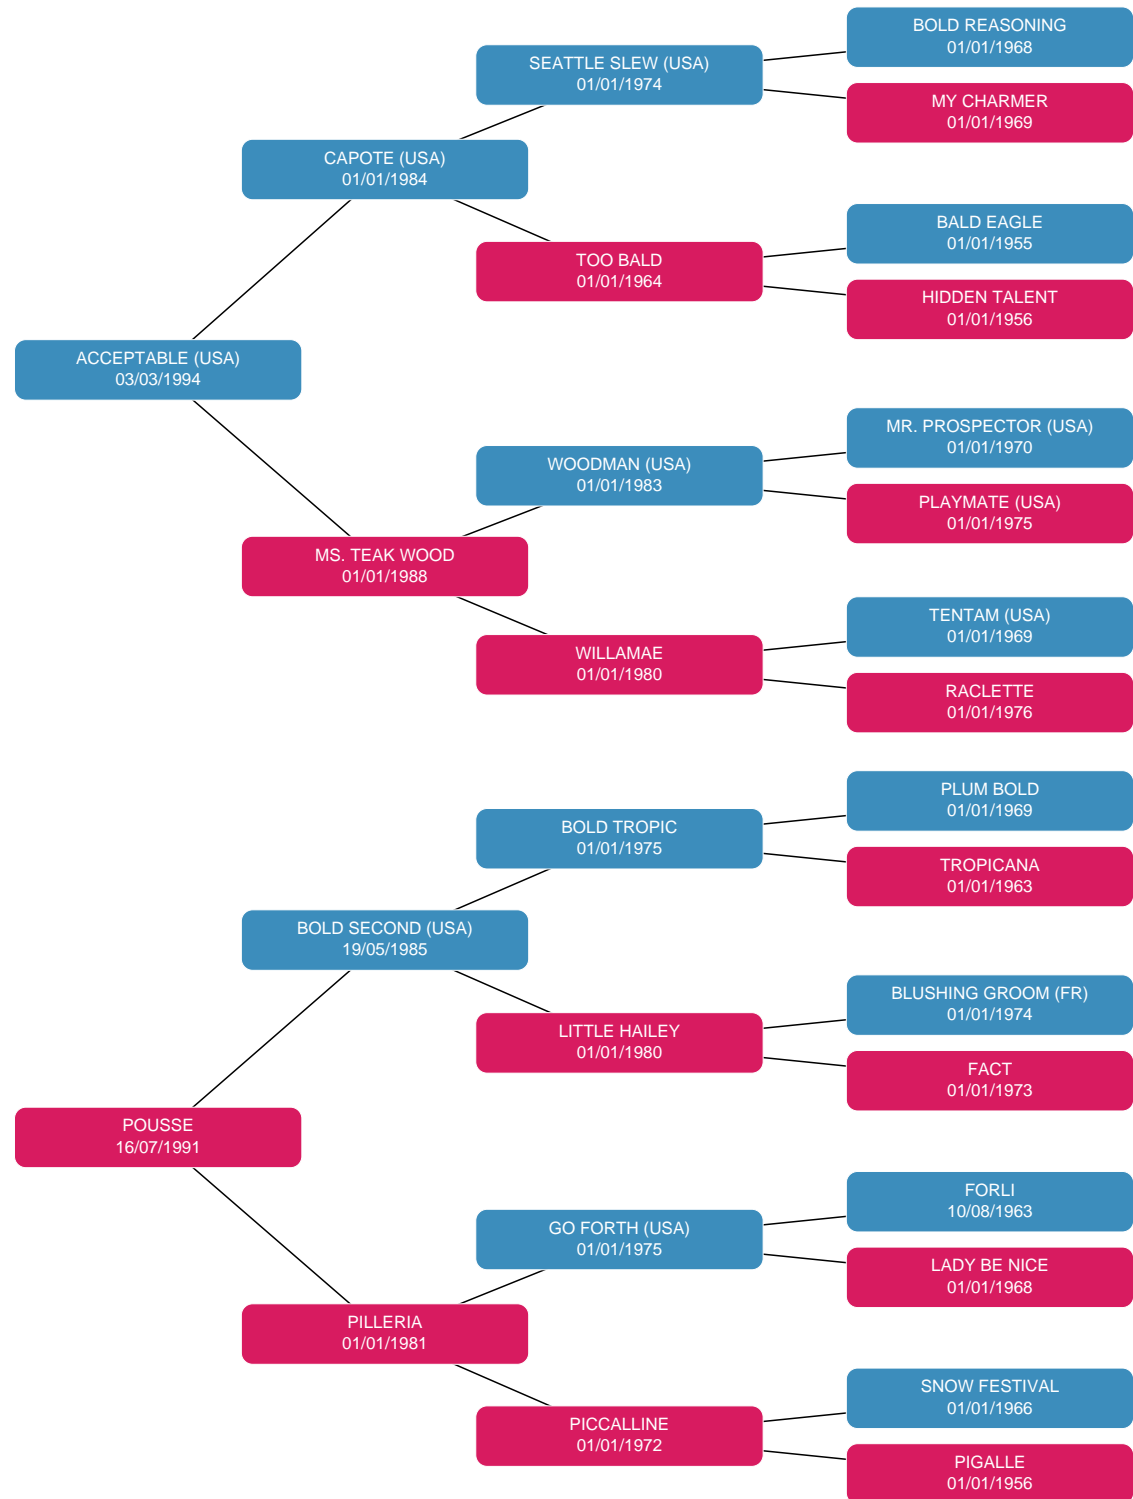 BOLD REASONING
01/01/1968
SEATTLE SLEW (USA)
01/01/1974
MY CHARMER
01/01/1969
CAPOTE (USA)
01/01/1984
BALD EAGLE
01/01/1955
TOO BALD
01/01/1964
HIDDEN TALENT
01/01/1956
ACCEPTABLE (USA)
03/03/1994
MR. PROSPECTOR (USA)
01/01/1970
WOODMAN (USA)
01/01/1983
PLAYMATE (USA)
01/01/1975
MS. TEAK WOOD
01/01/1988
TENTAM (USA)
01/01/1969
WILLAMAE
01/01/1980
RACLETTE
01/01/1976
PLUM BOLD
01/01/1969
BOLD TROPIC
01/01/1975
TROPICANA
01/01/1963
BOLD SECOND (USA)
19/05/1985
BLUSHING GROOM (FR)
01/01/1974
LITTLE HAILEY
01/01/1980
FACT
01/01/1973
POUSSE
16/07/1991
FORLI
10/08/1963
GO FORTH (USA)
01/01/1975
LADY BE NICE
01/01/1968
PILLERIA
01/01/1981
SNOW FESTIVAL
01/01/1966
PICCALLINE
01/01/1972
PIGALLE
01/01/1956